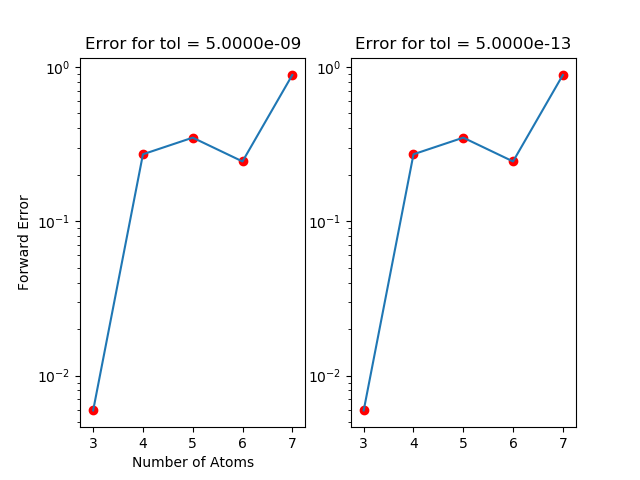 Error for tol = 5.0000e-09
Error for tol = 5.0000e-13
10⁰
10⁻¹
10⁻²
Forward Error
3 4 5 6 7
Number of Atoms
10⁰
10⁻¹
10⁻²
3 4 5 6 7